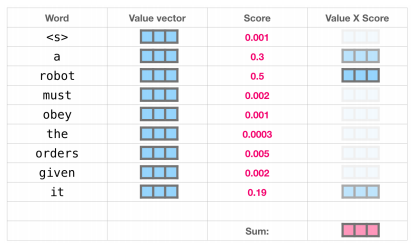 Word Value vector Score Value X Score
<s> 0.001
a 0.3
robot 0.5
must 0.002
obey 0.001
the 0.0003
orders 0.005
given 0.002
it 0.19
Sum: